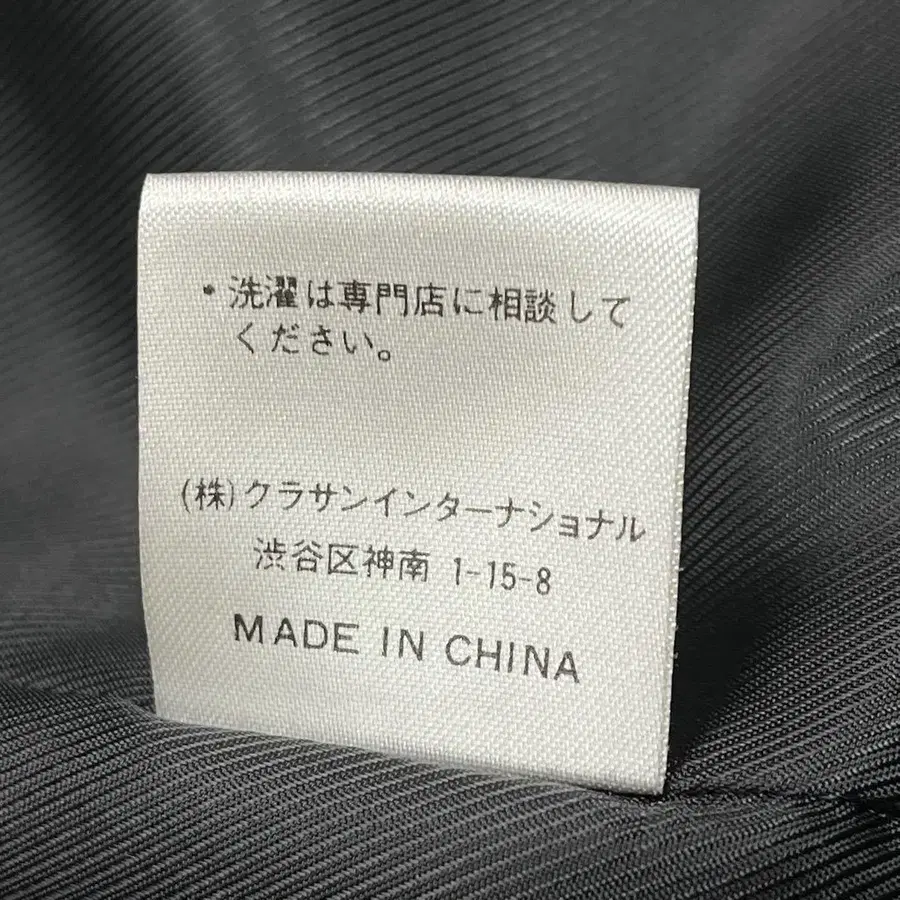 ・洗濯は専門店に相談して
ください。
(株)クラサンインターナショナル
渋谷区神南 1-15-8
MADE IN CHINA